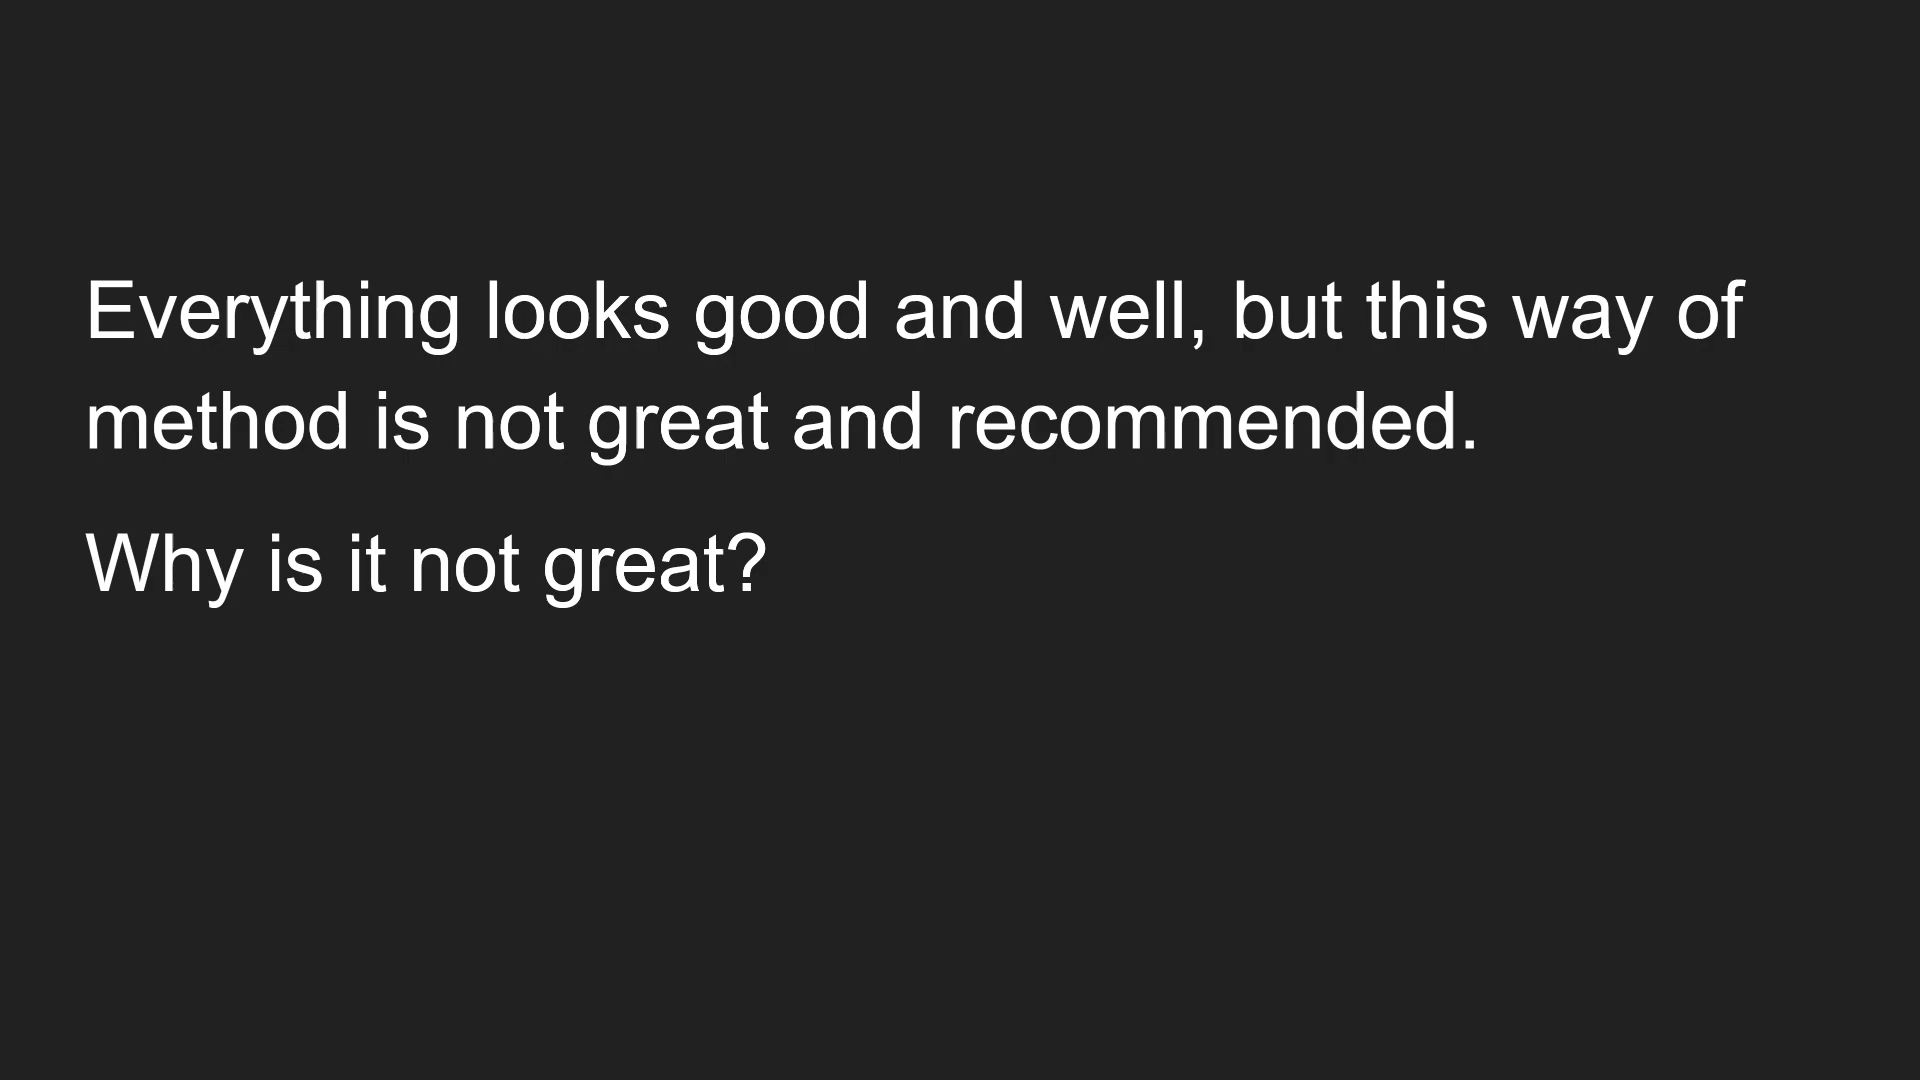 Everything looks good and well, but this way of
method is not great and recommended.
Why is it not great?